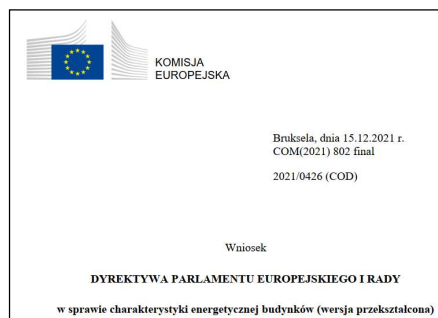 KOMISJA
EUROPEJSKA
Bruksela, dnia 15.12.2021 r.
COM(2021) 802 final
2021/0426 (COD)
Wniosek
DYREKTYWA PARLAMENTU EUROPEJSKIEGO I RADY
w sprawie charakterystyki energetycznej budynków (wersja przekształcona)